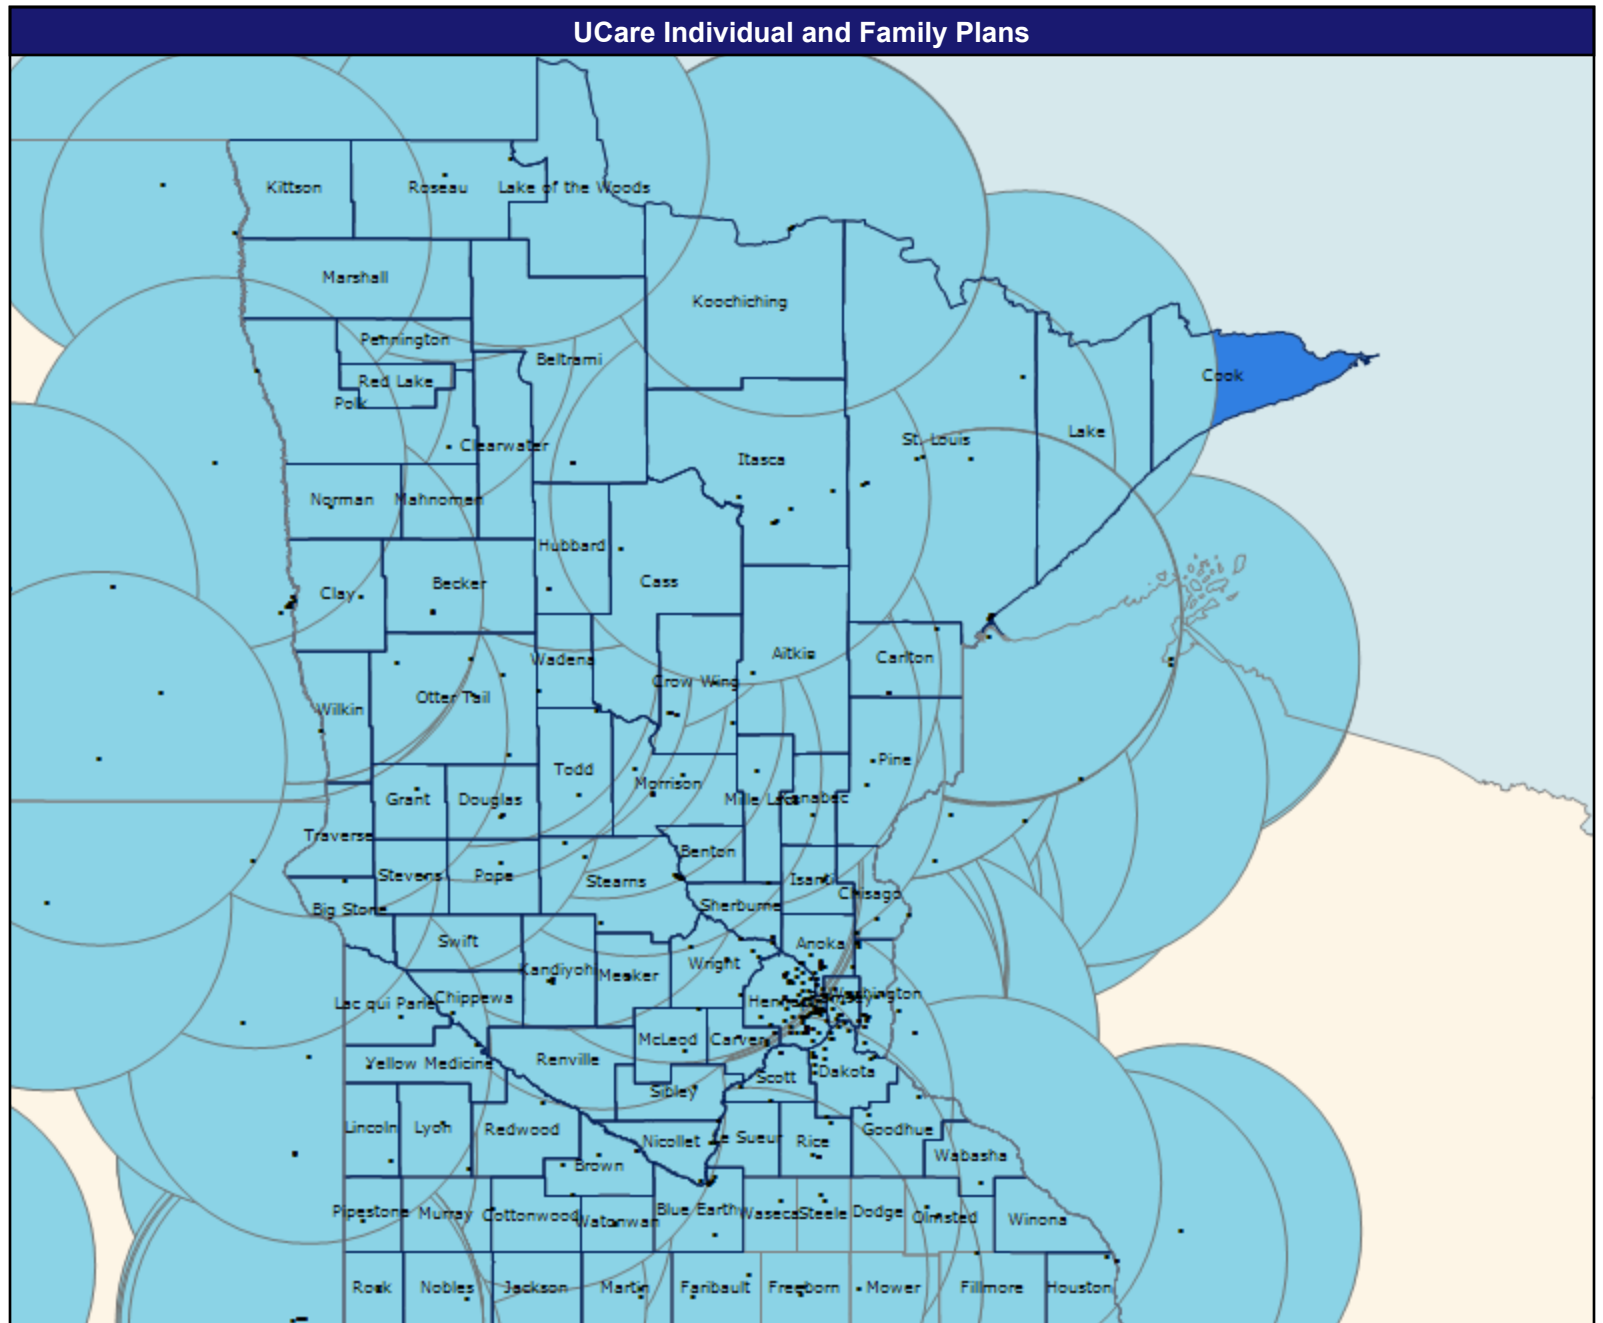 UCare Individual and Family Plans
Kittson
Roseau
Lake of the Woods
Marshall
Koochiching
Pennington
Beltrami
Red Lake
Polk
Cook
Clearwater
St. Louis
Lake
Itasca
Norman
Mahnomen
Hubbard
Cass
Clay
Becker
Wadena
Aitkin
Carlton
Crow Wing
Otter Tail
Wilkin
Todd
Morrison
Pine
Grant
Douglas
Mille Lacs
Kanabec
Traverse
Benton
Stevens
Pope
Stearns
Isanti
Chisago
Big Stone
Sherburne
Swift
Anoka
Kandiyohi
Meeker
Wright
Lac qui Parle
Chippewa
Washington
McLeod
Carver
Yellow Medicine
Renville
Scott
Dakota
Sibley
Lincoln
Lyon
Redwood
Nicollet
Le Sueur
Rice
Goodhue
Wabasha
Brown
Pipestone
Murray
Cottonwood
Watonwan
Blue Earth
Waseca
Steele
Dodge
Olmsted
Winona
Rock
Nobles
Jackson
Martin
Faribault
Freeborn
Mower
Fillmore
Houston